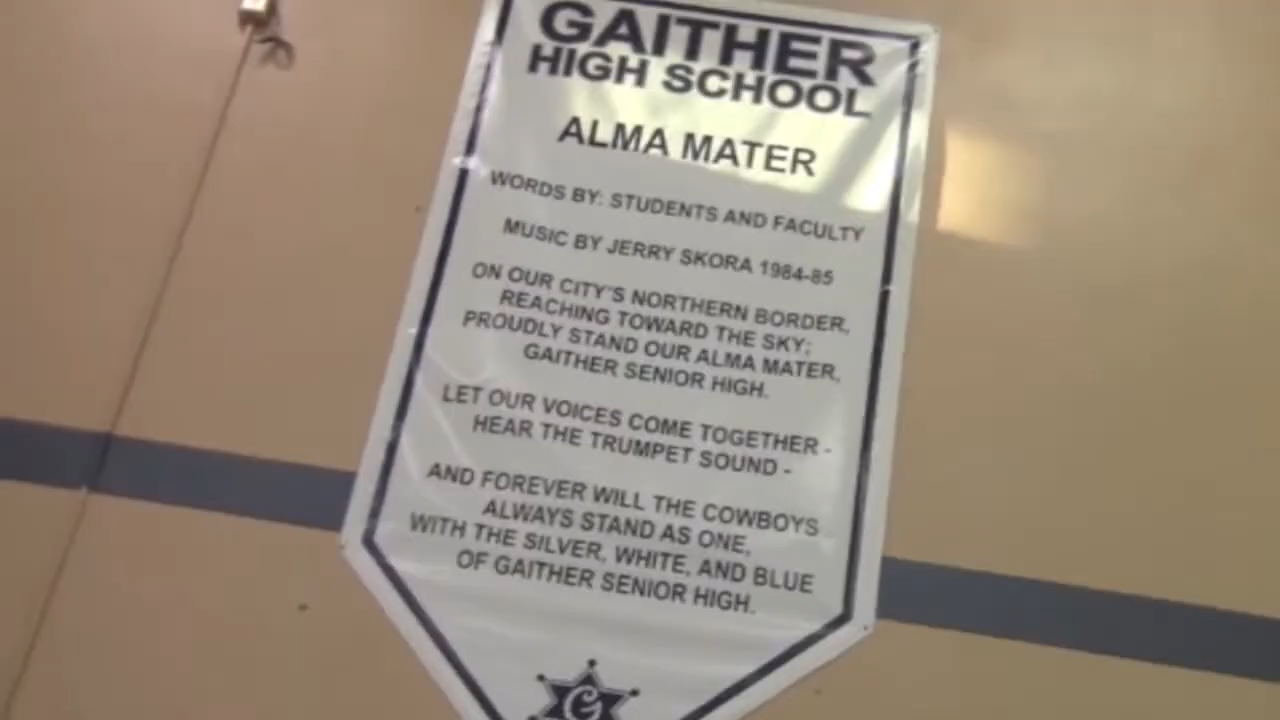 GAITHER
HIGH SCHOOL
ALMA MATER
WORDS BY: STUDENTS AND FACULTY
MUSIC BY JERRY SKORA 1984-85
ON OUR CITY'S NORTHERN BORDER,
REACHING TOWARD THE SKY;
PROUDLY STAND OUR ALMA MATER,
GAITHER SENIOR HIGH.
LET OUR VOICES COME TOGETHER -
HEAR THE TRUMPET SOUND -
AND FOREVER WILL THE COWBOYS
ALWAYS STAND AS ONE,
WITH THE SILVER, WHITE, AND BLUE
OF GAITHER SENIOR HIGH.
G